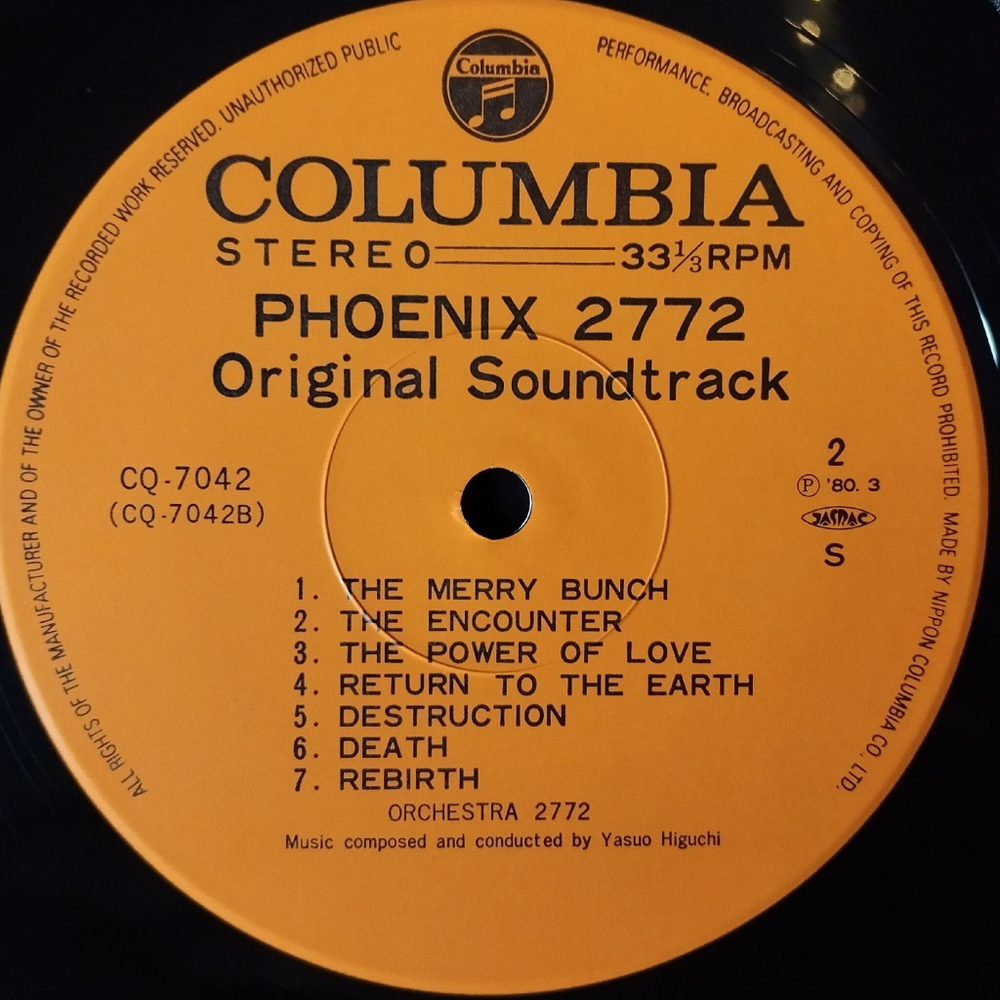 ALL RIGHTS OF THE MANUFACTURER AND OF THE OWNER OF THE RECORDED WORK RESERVED. UNAUTHORIZED PUBLIC PERFORMANCE. BROADCASTING AND COPYING OF THIS RECORD PROHIBITED. MADE BY NIPPON COLUMBIA CO., LTD.
Columbia
COLUMBIA
STEREO 33⅓RPM
PHOENIX 2772
Original Soundtrack
2
CQ-7042
Ⓟ '80. 3
(CQ-7042B)
JASRAC
S
1. THE MERRY BUNCH
2. THE ENCOUNTER
3. THE POWER OF LOVE
4. RETURN TO THE EARTH
5. DESTRUCTION
6. DEATH
7. REBIRTH
ORCHESTRA 2772
Music composed and conducted by Yasuo Higuchi